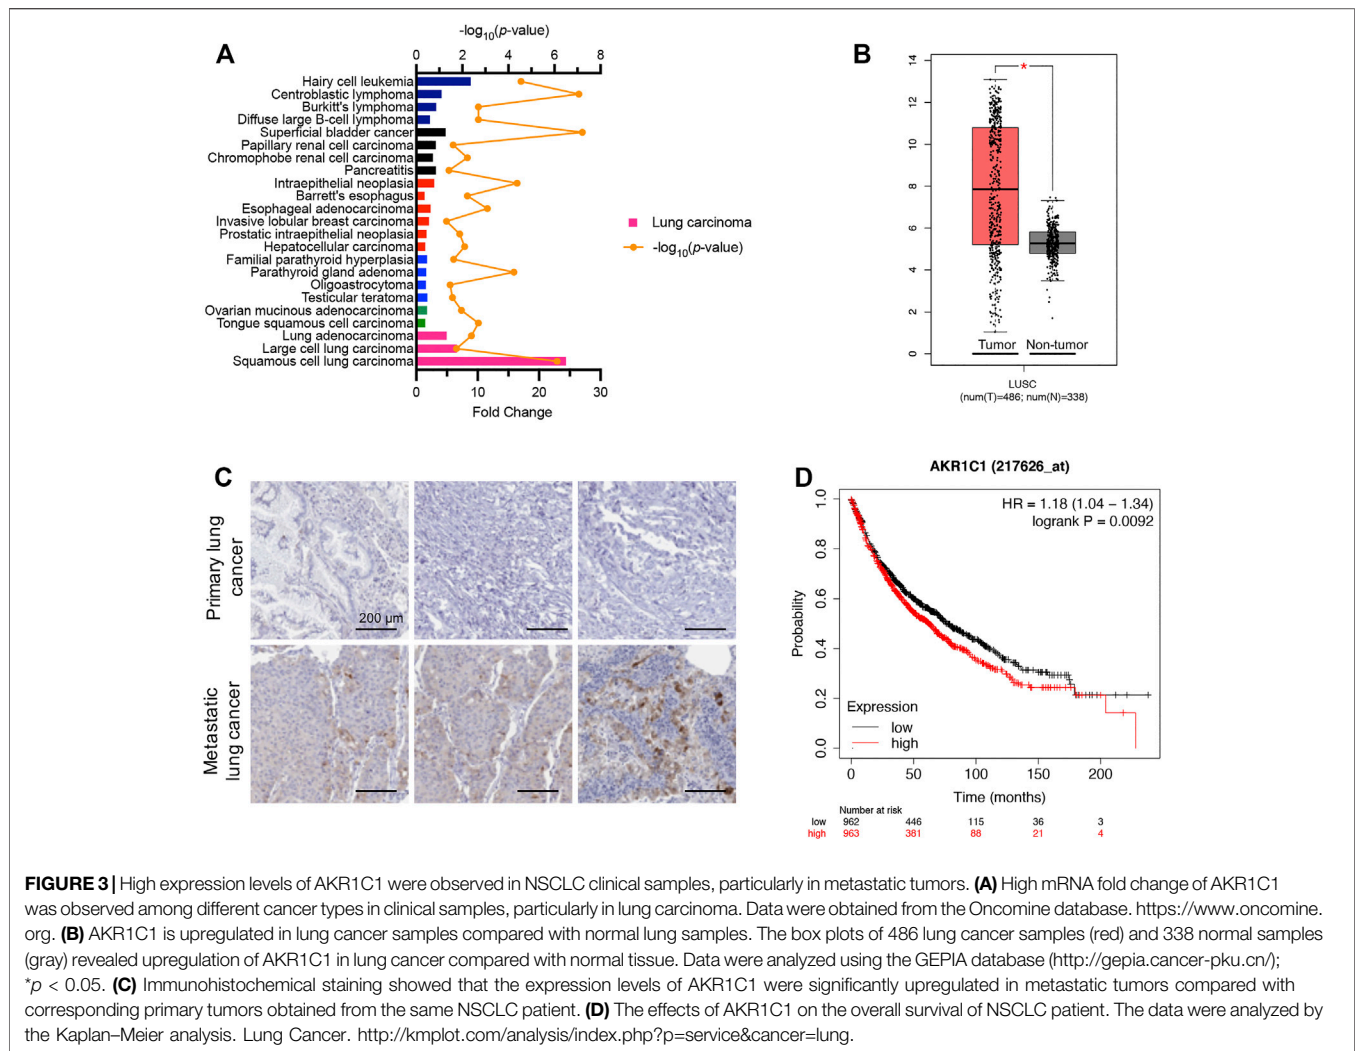 A
-log10(p-value)
0 2 4 6 8
Hairy cell leukemia
Centroblastic lymphoma
Burkitt's lymphoma
Diffuse large B-cell lymphoma
Superficial bladder cancer
Papillary renal cell carcinoma
Chromophobe renal cell carcinoma
Pancreatitis
Intraepithelial neoplasia
Barrett's esophagus
Esophageal adenocarcinoma
Invasive lobular breast carcinoma
Prostatic intraepithelial neoplasia
Hepatocellular carcinoma
Familial parathyroid hyperplasia
Parathyroid gland adenoma
Oligoastrocytoma
Testicular teratoma
Ovarian mucinous adenocarcinoma
Tongue squamous cell carcinoma
Lung adenocarcinoma
Large cell lung carcinoma
Squamous cell lung carcinoma
0 10 20 30
Fold Change
Lung carcinoma
-log10(p-value)
B
14
12
10
8
6
4
2
0
*
Tumor Non-tumor
LUSC
(num(T)=486; num(N)=338)
C
Primary lung
cancer
200 µm
Metastatic
lung cancer
D
AKR1C1 (217626_at)
HR = 1.18 (1.04 − 1.34)
logrank P = 0.0092
Probability
1.0
0.8
0.6
0.4
0.2
0.0
Expression
low
high
0 50 100 150 200
Time (months)
Number at risk
low 962 446 115 36 3
high 963 381 88 21 4
FIGURE 3 | High expression levels of AKR1C1 were observed in NSCLC clinical samples, particularly in metastatic tumors. (A) High mRNA fold change of AKR1C1
was observed among different cancer types in clinical samples, particularly in lung carcinoma. Data were obtained from the Oncomine database. https://www.oncomine.
org. (B) AKR1C1 is upregulated in lung cancer samples compared with normal lung samples. The box plots of 486 lung cancer samples (red) and 338 normal samples
(gray) revealed upregulation of AKR1C1 in lung cancer compared with normal tissue. Data were analyzed using the GEPIA database (http://gepia.cancer-pku.cn/);
*p < 0.05. (C) Immunohistochemical staining showed that the expression levels of AKR1C1 were significantly upregulated in metastatic tumors compared with
corresponding primary tumors obtained from the same NSCLC patient. (D) The effects of AKR1C1 on the overall survival of NSCLC patient. The data were analyzed by
the Kaplan–Meier analysis. Lung Cancer. http://kmplot.com/analysis/index.php?p=service&cancer=lung.